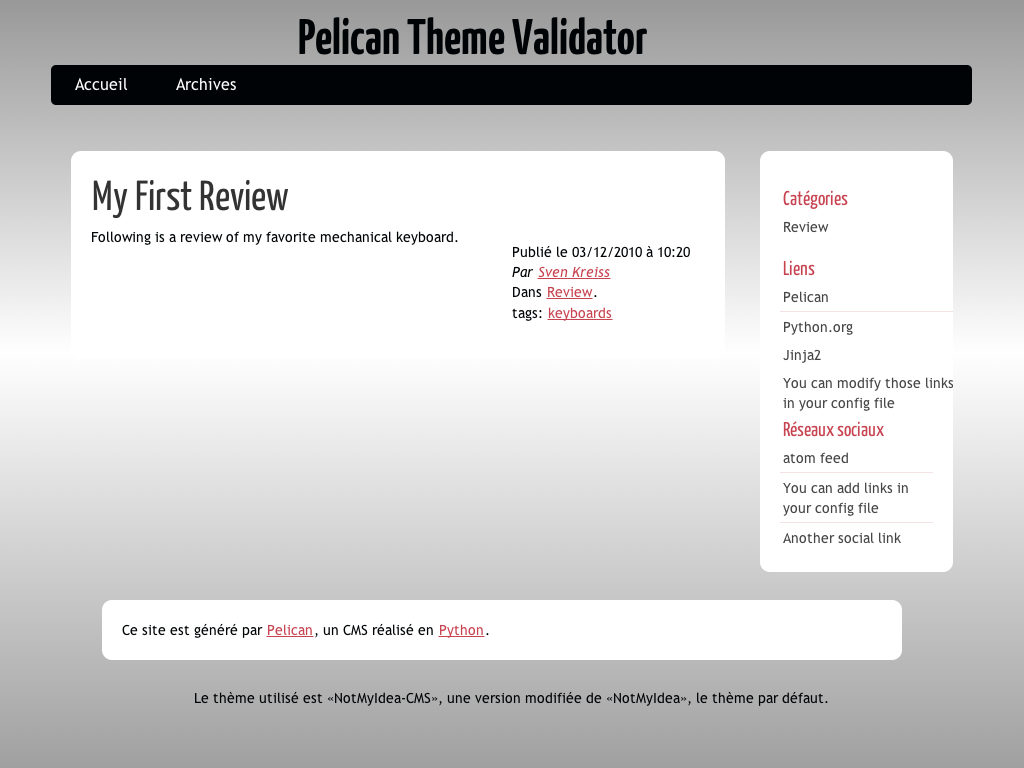 Pelican Theme Validator
Accueil
Archives
My First Review
Following is a review of my favorite mechanical keyboard.
Publié le 03/12/2010 à 10:20
Par Sven Kreiss
Dans Review.
tags: keyboards
Catégories
Review
Liens
Pelican
Python.org
Jinja2
You can modify those links
in your config file
Réseaux sociaux
atom feed
You can add links in
your config file
Another social link
Ce site est généré par Pelican, un CMS réalisé en Python.
Le thème utilisé est «NotMyIdea-CMS», une version modifiée de «NotMyIdea», le thème par défaut.